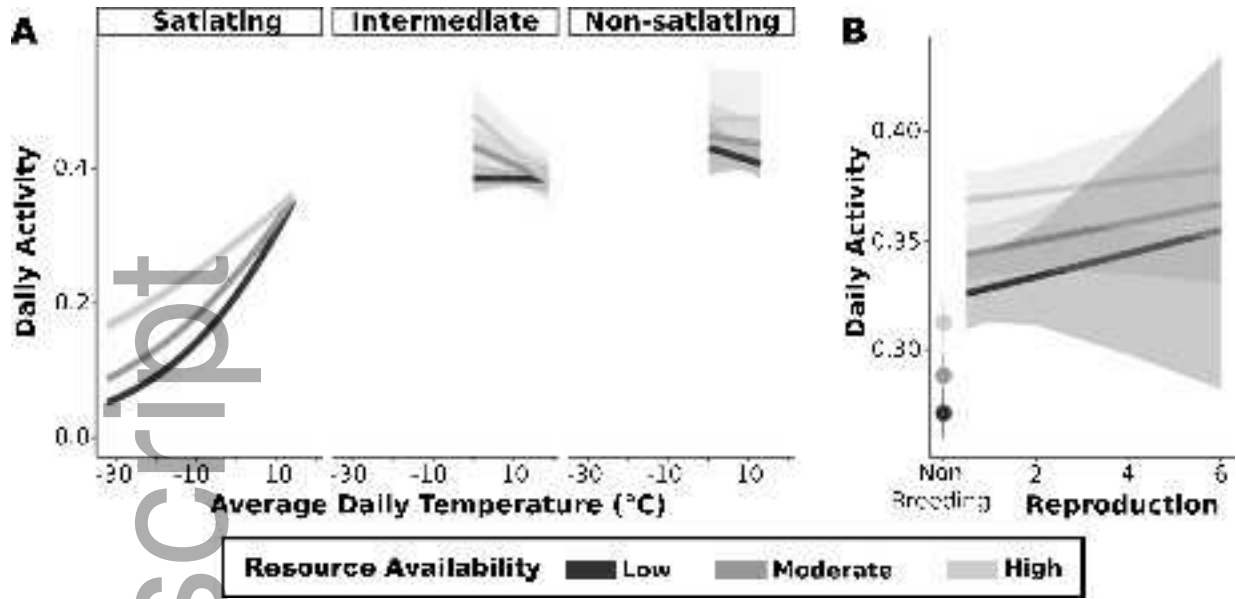 A
Satiating
Intermediate
Non-satiating
B
Daily Activity
0.4
0.2
0.0
-30
-10
10
-30
-10
10
-30
-10
10
Average Daily Temperature (°C)
Daily Activity
0.40
0.35
0.30
Non
Breeding
2
4
6
Reproduction
script
Resource Availability
Low
Moderate
High